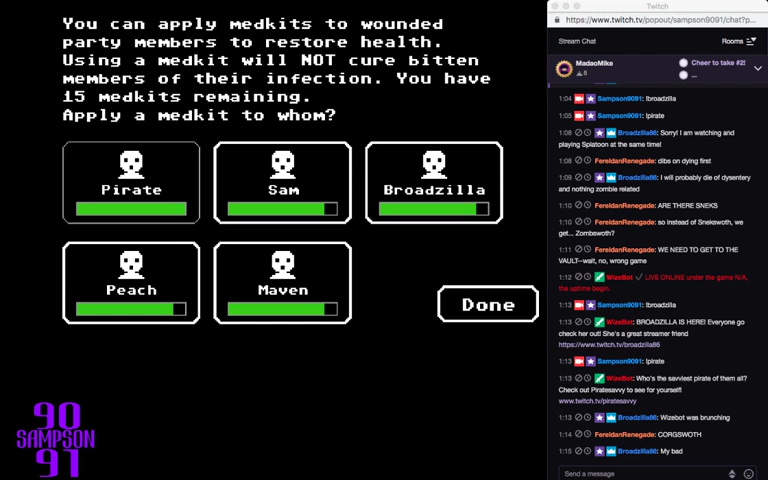 You can apply medkits to wounded
party members to restore health.
Using a medkit will NOT cure bitten
members of their infection. You have
15 medkits remaining.
Apply a medkit to whom?
Pirate
Sam
Broadzilla
Peach
Maven
Done
90
SAMPSON
91
Twitch
https://www.twitch.tv/popout/sampson9091/chat?p...
Stream Chat
Rooms
MadaoMike
6
Cheer to take #2!
...
1:04 Sampson9091: !broadzilla
1:05 Sampson9091: !pirate
1:08 Broadzilla86: Sorry! I am watching and
playing Splatoon at the same time!
1:08 FereldanRenegade: dibs on dying first
1:09 Broadzilla86: I will probably die of dysentery
and nothing zombie related
1:10 FereldanRenegade: ARE THERE SNEKS
1:10 FereldanRenegade: so instead of Snekswoth, we
get... Zombswoth?
1:11 FereldanRenegade: WE NEED TO GET TO THE
VAULT--wait, no, wrong game
1:12 WizeBot: ✓ LIVE ONLINE under the game N/A,
the uptime begin.
1:13 Sampson9091: !broadzilla
1:13 WizeBot: BROADZILLA IS HERE! Everyone go
check her out! She's a great streamer friend
https://www.twitch.tv/broadzilla86
1:13 Sampson9091: !pirate
1:13 WizeBot: Who's the savviest pirate of them all?
Check out Piratesavvy to see for yourself!
www.twitch.tv/piratesavvy
1:13 Broadzilla86: Wizebot was brunching
1:14 FereldanRenegade: CORGSWOTH
1:15 Broadzilla86: My bad
Send a message